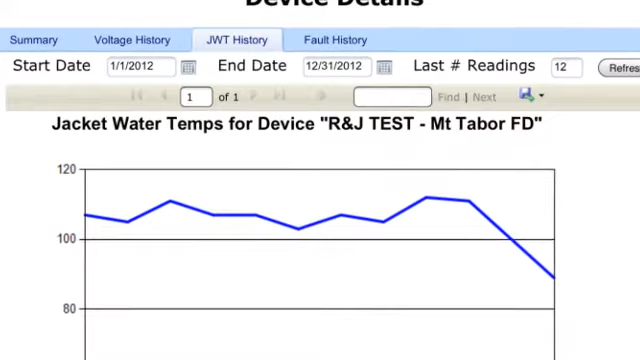 Device Details
Summary Voltage History JWT History Fault History
Start Date 1/1/2012 End Date 12/31/2012 Last # Readings 12 Refres
1 of 1 Find | Next
Jacket Water Temps for Device "R&J TEST - Mt Tabor FD"
120
100
80